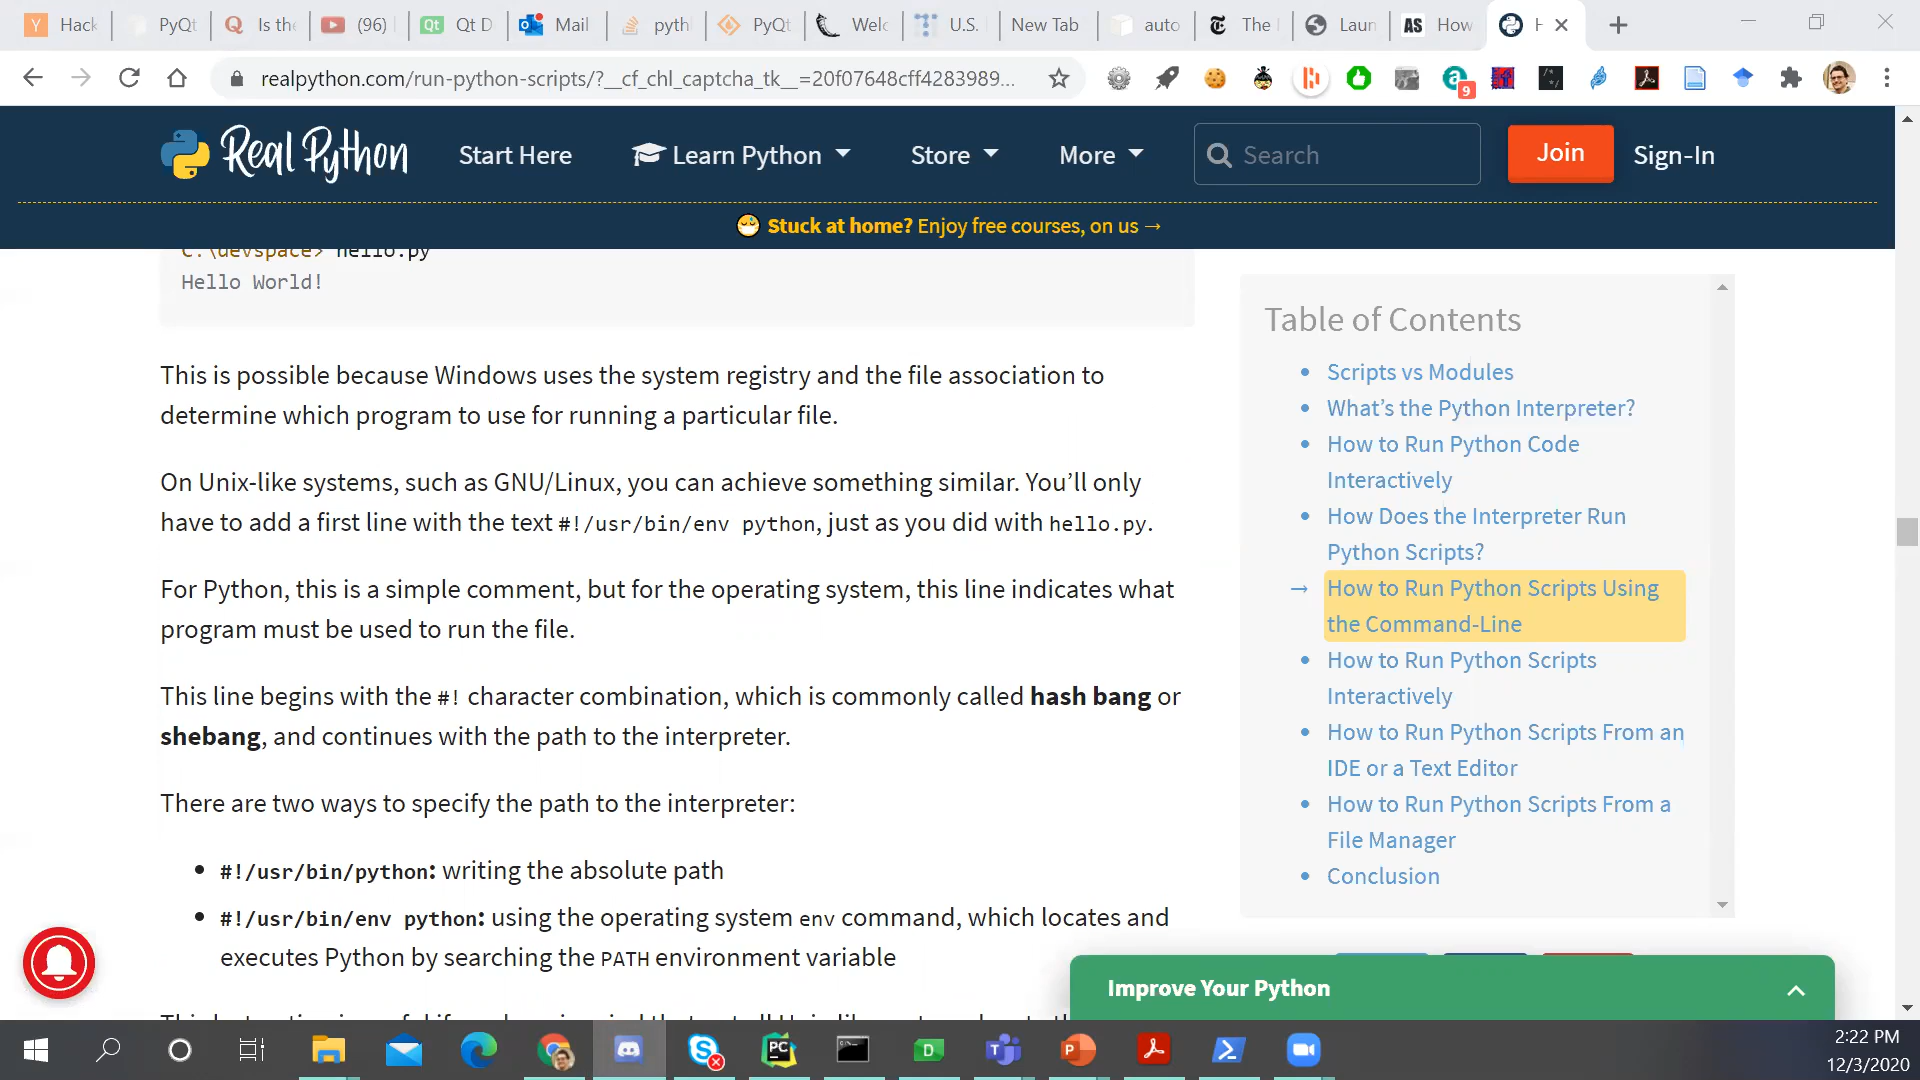 Hack
PyQt
Is the
(96)
Qt D
Mail
pyth
PyQt
Welc
U.S.
New Tab
auto
The
Laun
AS How
realpython.com/run-python-scripts/?__cf_chl_captcha_tk__=20f07648cff4283989...
9
Real Python
Start Here
Learn Python
Store
More
Search
Join
Sign-In
Stuck at home? Enjoy free courses, on us →
C:\devspace> hello.py
Hello World!
This is possible because Windows uses the system registry and the file association to
determine which program to use for running a particular file.
On Unix-like systems, such as GNU/Linux, you can achieve something similar. You’ll only
have to add a first line with the text #!/usr/bin/env python, just as you did with hello.py.
For Python, this is a simple comment, but for the operating system, this line indicates what
program must be used to run the file.
This line begins with the #! character combination, which is commonly called hash bang or
shebang, and continues with the path to the interpreter.
There are two ways to specify the path to the interpreter:
#!/usr/bin/python: writing the absolute path
#!/usr/bin/env python: using the operating system env command, which locates and
executes Python by searching the PATH environment variable
Table of Contents
Scripts vs Modules
What’s the Python Interpreter?
How to Run Python Code
Interactively
How Does the Interpreter Run
Python Scripts?
→ How to Run Python Scripts Using
the Command-Line
How to Run Python Scripts
Interactively
How to Run Python Scripts From an
IDE or a Text Editor
How to Run Python Scripts From a
File Manager
Conclusion
Improve Your Python
2:22 PM
12/3/2020